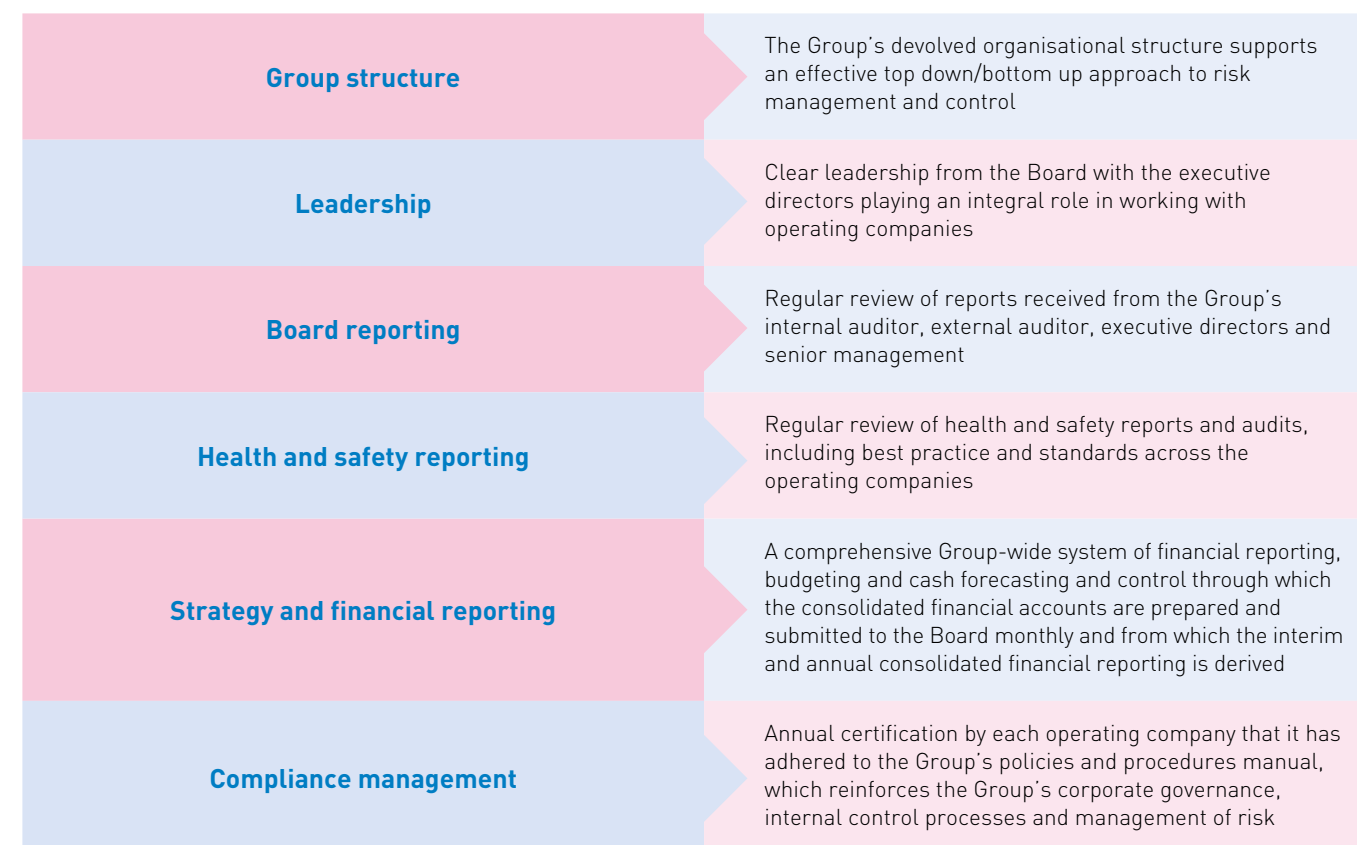 Group structure
The Group's devolved organisational structure supports
an effective top down/bottom up approach to risk
management and control
Leadership
Clear leadership from the Board with the executive
directors playing an integral role in working with
operating companies
Board reporting
Regular review of reports received from the Group's
internal auditor, external auditor, executive directors and
senior management
Health and safety reporting
Regular review of health and safety reports and audits,
including best practice and standards across the
operating companies
Strategy and financial reporting
A comprehensive Group-wide system of financial reporting,
budgeting and cash forecasting and control through which
the consolidated financial accounts are prepared and
submitted to the Board monthly and from which the interim
and annual consolidated financial reporting is derived
Compliance management
Annual certification by each operating company that it has
adhered to the Group's policies and procedures manual,
which reinforces the Group's corporate governance,
internal control processes and management of risk